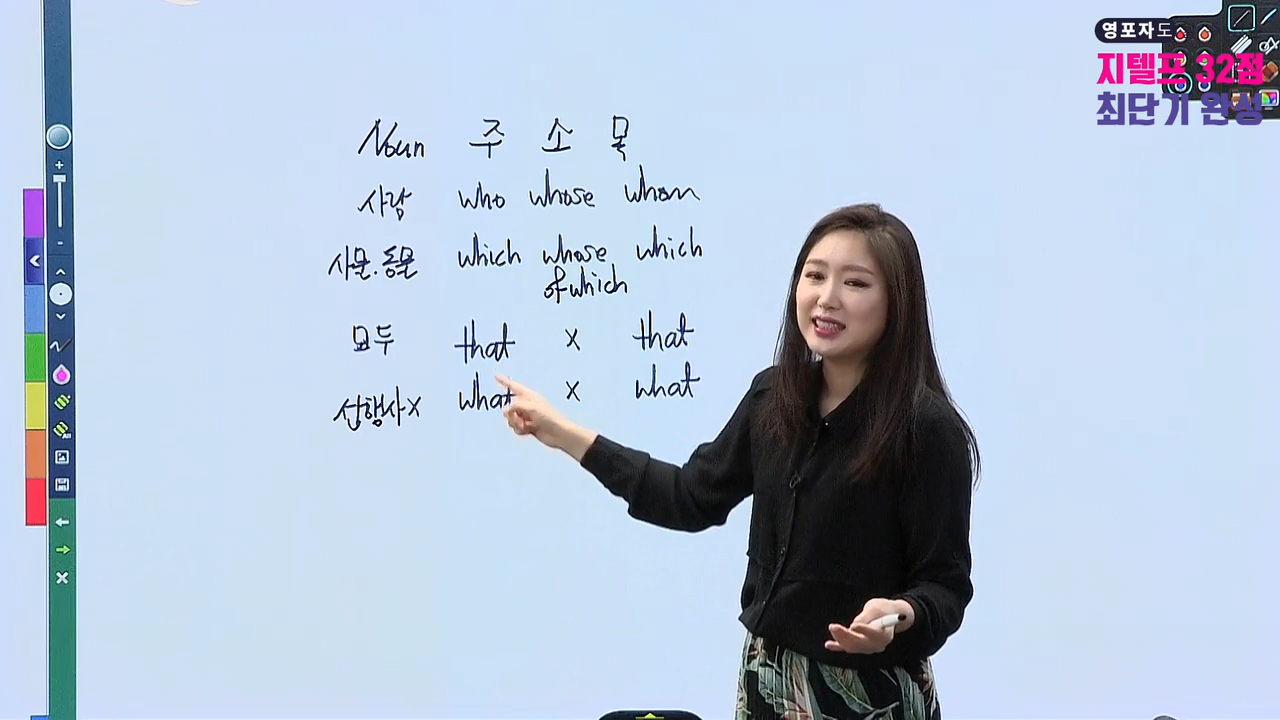 영포자도
지텔프 32점
최단기 완성
Noun 주 소 목
사람 who whose whom
사물.동물 which whose which
of which
모두 that x that
선행사x what x what
All